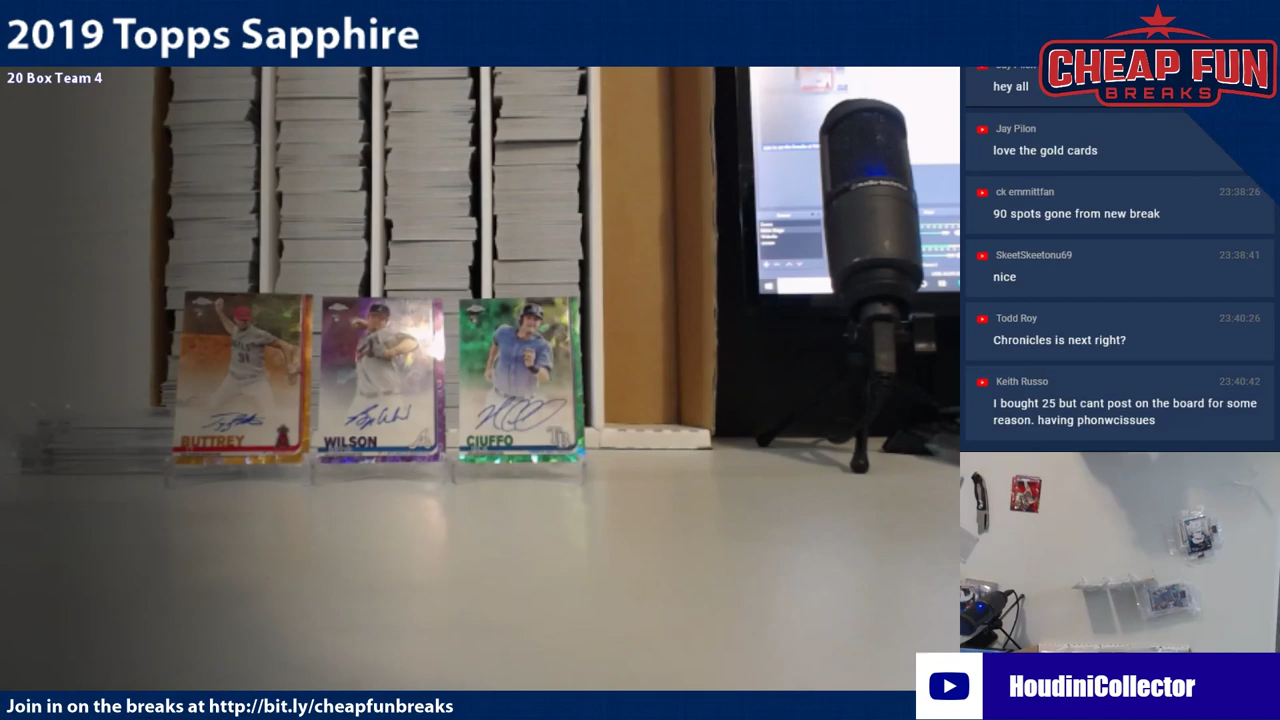 2019 Topps Sapphire
20 Box Team 4
CHEAP FUN
BREAKS
hey all
Jay Pilon
love the gold cards
ck emmittfan 23:38:26
90 spots gone from new break
SkeetSkeetonu69 23:38:41
nice
Todd Roy 23:40:26
Chronicles is next right?
Keith Russo 23:40:42
I bought 25 but cant post on the board for some
reason. having phonwcissues
audio-technica
31
BUTTREY
WILSON
CIUFFO
HoudiniCollector
Join in on the breaks at http://bit.ly/cheapfunbreaks